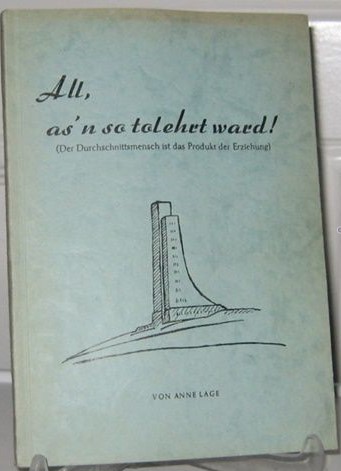 All,
as'n so tolehrt ward!
(Der Durchschnittsmensch ist das Produkt der Erziehung)
VON ANNE LAGE